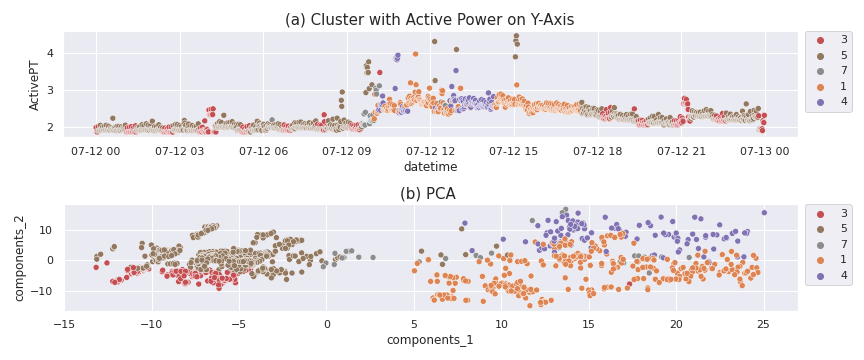 (a) Cluster with Active Power on Y-Axis
4
3
2
ActivePT
07-12 00 07-12 03 07-12 06 07-12 09 07-12 12 07-12 15 07-12 18 07-12 21 07-13 00
datetime
3
5
7
1
4
(b) PCA
10
0
−10
components_2
−15 −10 −5 0 5 10 15 20 25
components_1
3
5
7
1
4